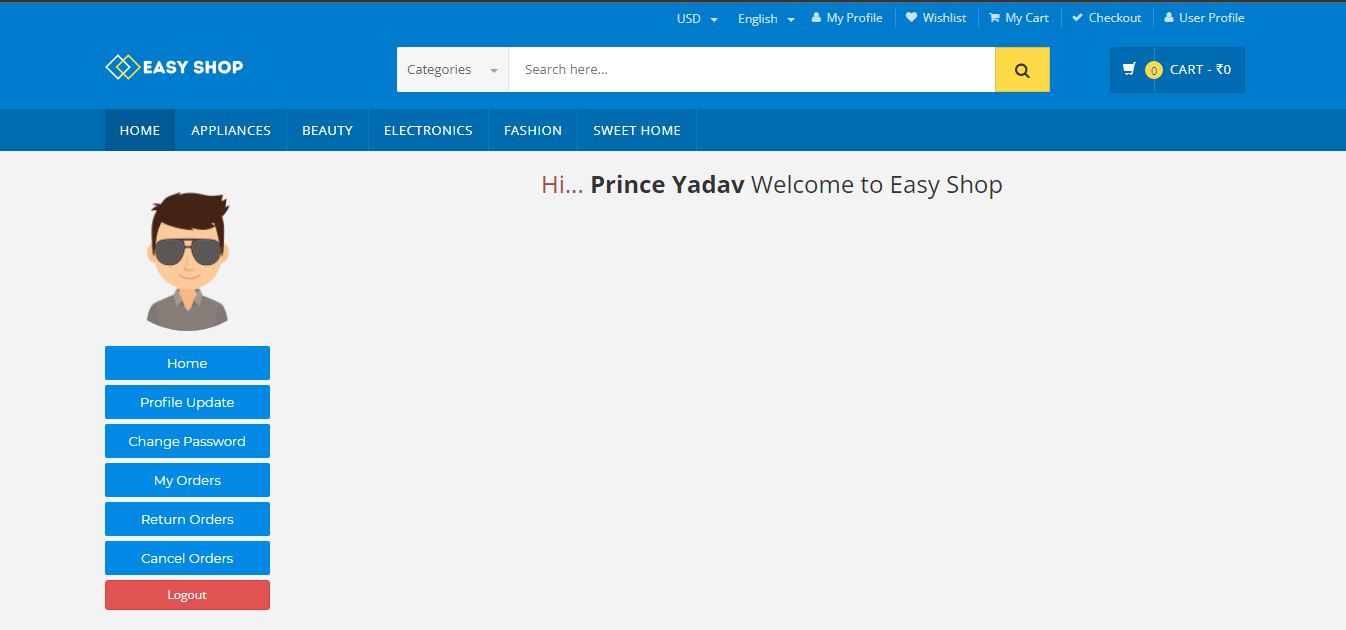 USD English My Profile Wishlist My Cart Checkout User Profile
EASY SHOP Categories Search here... 0 CART - ₹0
HOME APPLIANCES BEAUTY ELECTRONICS FASHION SWEET HOME
Hi... Prince Yadav Welcome to Easy Shop
Home
Profile Update
Change Password
My Orders
Return Orders
Cancel Orders
Logout